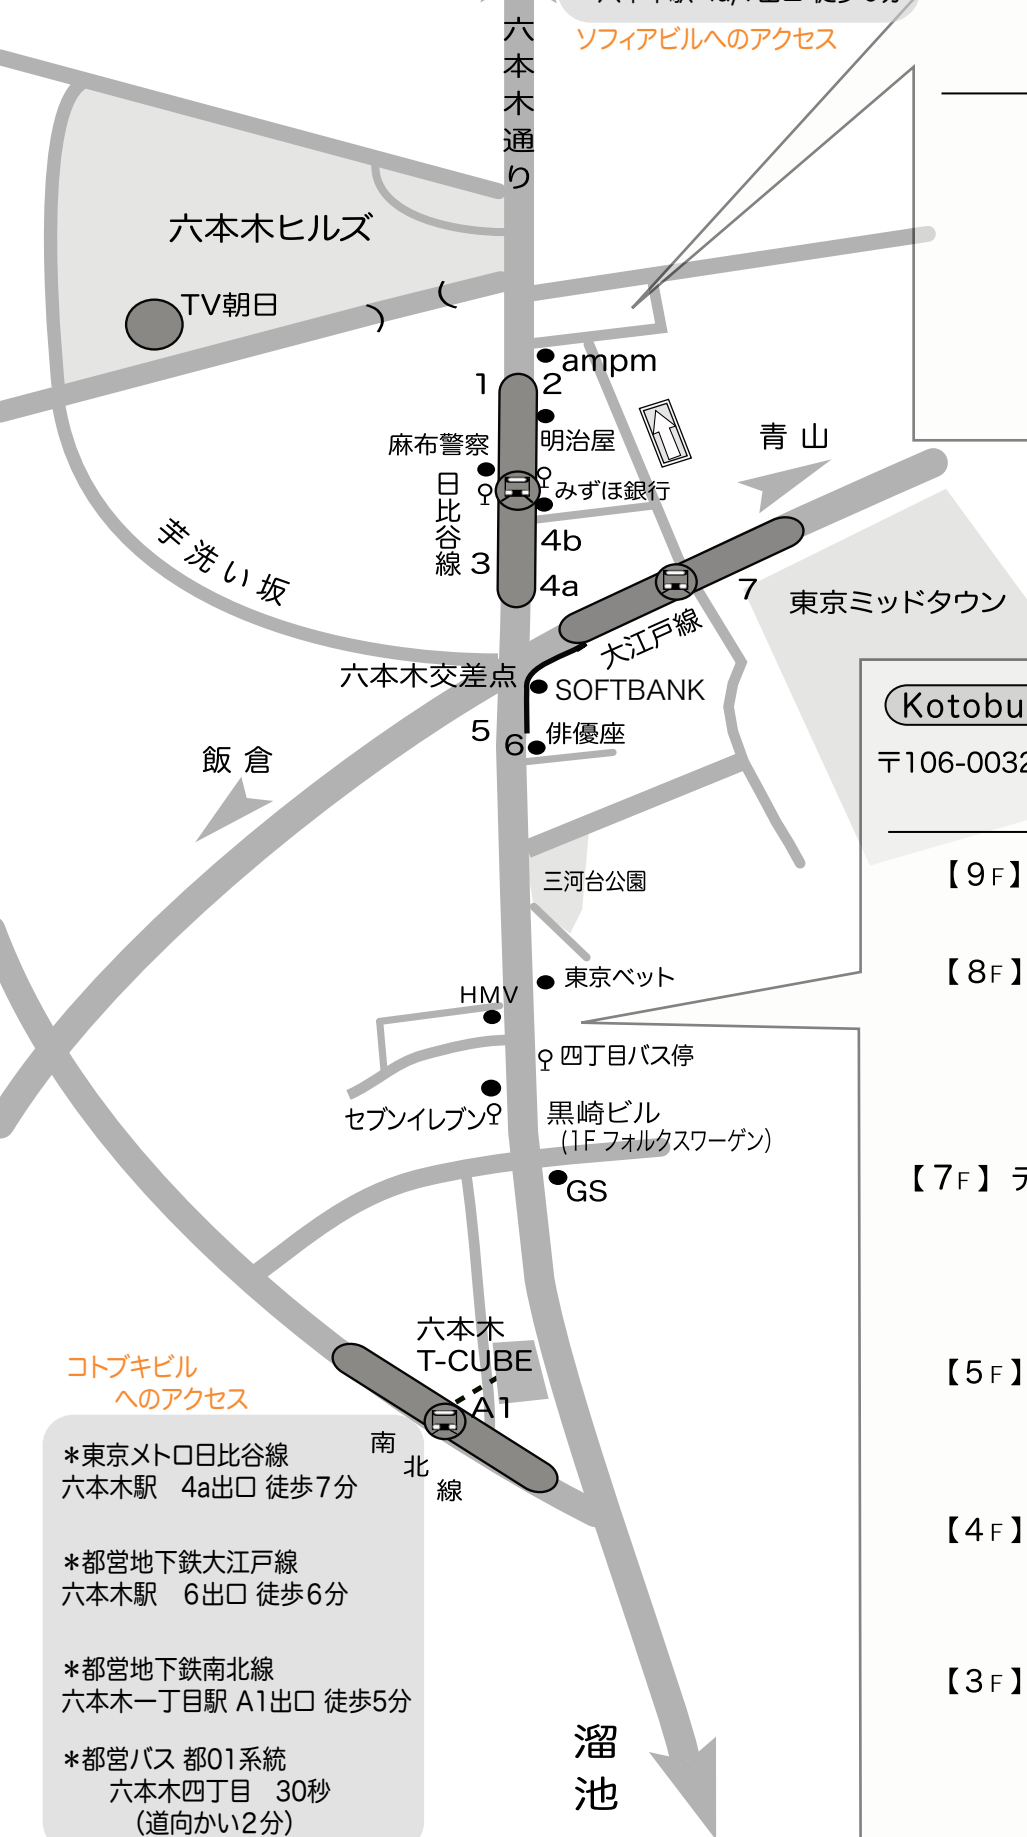 ソフィアビルへのアクセス
六本木通り
六本木ヒルズ
TV朝日
ampm
1
2
麻布警察
明治屋
青 山
日比谷線
みずほ銀行
4b
3
4a
7
芋洗い坂
東京ミッドタウン
大江戸線
六本木交差点
SOFTBANK
5
6
俳優座
Kotobu
飯 倉
〒106-0032
三河台公園
【9F】
【8F】
東京ベット
HMV
四丁目バス停
セブンイレブン
黒崎ビル
(1F フォルクスワーゲン)
【7F】 テ
GS
六本木
T-CUBE
A1
【5F】
コトブキビル
へのアクセス
南北線
＊東京メトロ日比谷線
六本木駅　4a出口 徒歩7分
【4F】
＊都営地下鉄大江戸線
六本木駅　6出口 徒歩6分
＊都営地下鉄南北線
六本木一丁目駅 A1出口 徒歩5分
【3F】
溜池
＊都営バス 都01系統
六本木四丁目　30秒
(道向かい2分)